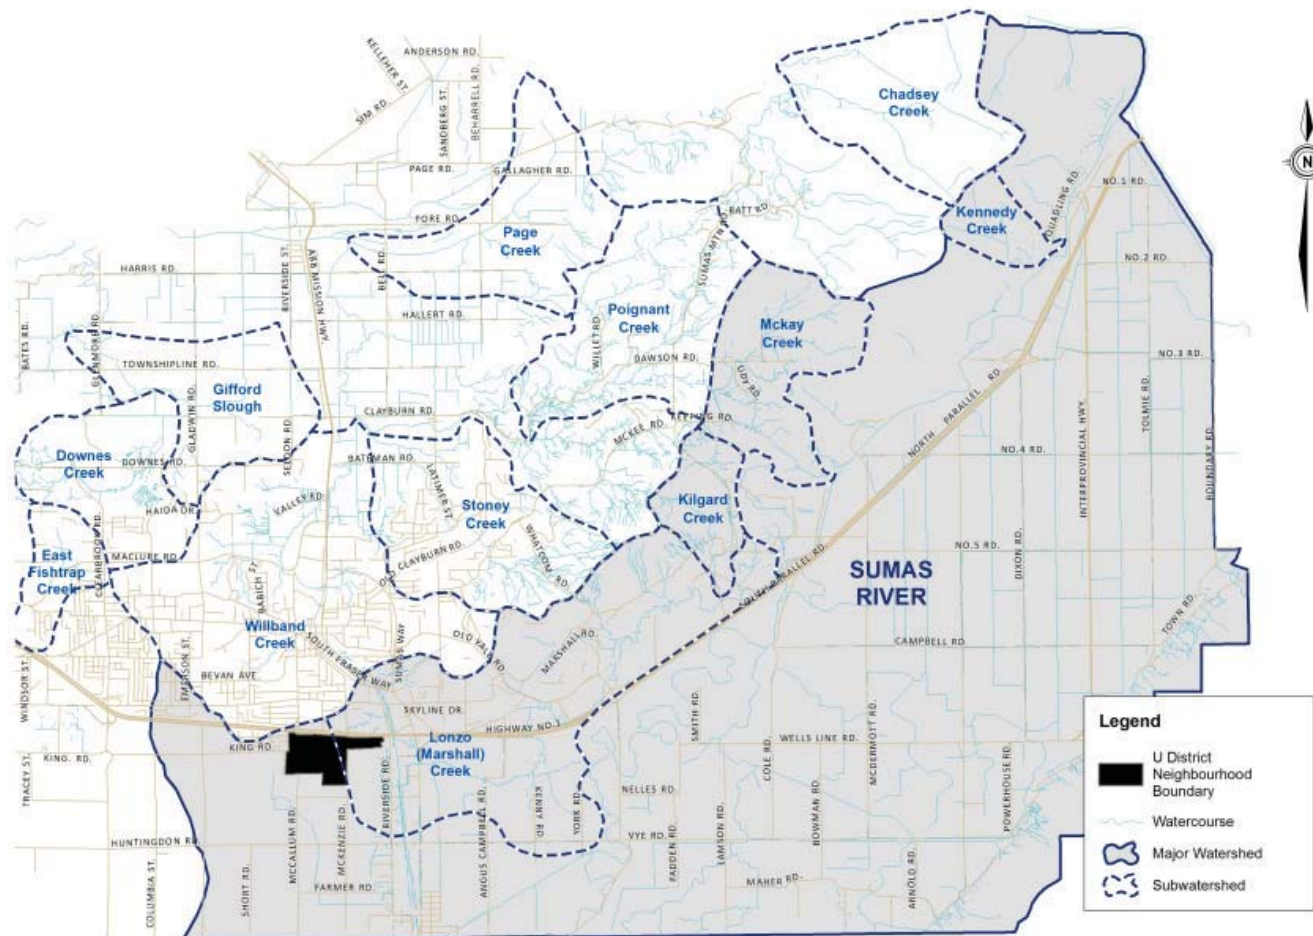 KELLEHER ST.
ANDERSON RD.
SIM RD.
SANDBERG ST.
BEHARRELL RD.
Chadsey
Creek
N
PAGE RD.
GALLAGHER RD.
NO.1 RD.
QUADLING RD.
FORE RD.
BATT RD.
Page
Creek
Kennedy
Creek
SUMAS MTN RD.
RIVERSIDE ST.
ABB MISSION HWY
BELL RD.
HARRIS RD.
NO.2 RD.
HALLERT RD.
Poignant
Creek
Mckay
Creek
BATES RD.
GLENMORE RD.
WILLET RD.
DAWSON RD.
NO.3 RD.
TOWNSHIPLINE RD.
UDY RD.
Gifford
Slough
GLADWIN RD.
CLAYBURN RD.
MCKEE RD.
KEEPING RD.
NORTH PARALLEL RD.
INTERPROVINCIAL HWY.
TOLMIE RD.
BOUNDARY RD.
SELDON RD.
NO.4 RD.
Downes
Creek
DOWNES RD.
BATEMAN RD.
LATIMER ST.
VALLEY RD.
HAIDA DR.
Stoney
Creek
Kilgard
Creek
WHATCOM RD.
OLD CLAYBURN RD.
East
Fishtrap
Creek
CLEARBROOK RD.
MACLURE RD.
BABICH ST
NO.5 RD.
DIXON RD.
SOUTH PARALLEL RD.
SUMAS
RIVER
TOWN RD.
Willband
Creek
SOUTH FRASER WAY
SUMAS WAY
OLD YALE RD.
MARSHALL RD.
CAMPBELL RD.
WINDSOR ST.
EMERSON ST.
BEVAN AVE.
SKYLINE DR.
HIGHWAY NO.1
SMITH RD.
COLE RD.
MCDERMOTT RD.
WELLS LINE RD.
KING RD.
KING. RD.
TRACEY ST.
Lonzo
(Marshall)
Creek
RIVERSIDE RD.
ANGUS CAMPBELL RD.
KENNY RD
YORK RD.
NELLES RD.
BOWMAN RD.
POWERHOUSE RD.
HUNTINGDON RD.
MCCALLUM RD.
MCKENZIE RD.
VYE RD.
PADDEN RD.
LAMSON RD.
COLUMBIA ST.
SHORT RD.
FARMER RD.
MAHER RD.
ARNOLD RD.
Legend
U District
Neighbourhood
Boundary
Watercourse
Major Watershed
Subwatershed